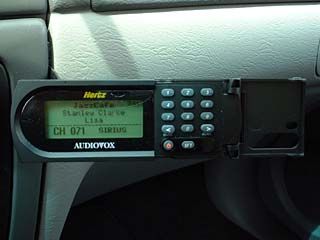 Hertz
JazzCafe
Stanley Clarke
Lisa
CH 071 SIRIUS
AUDIOVOX